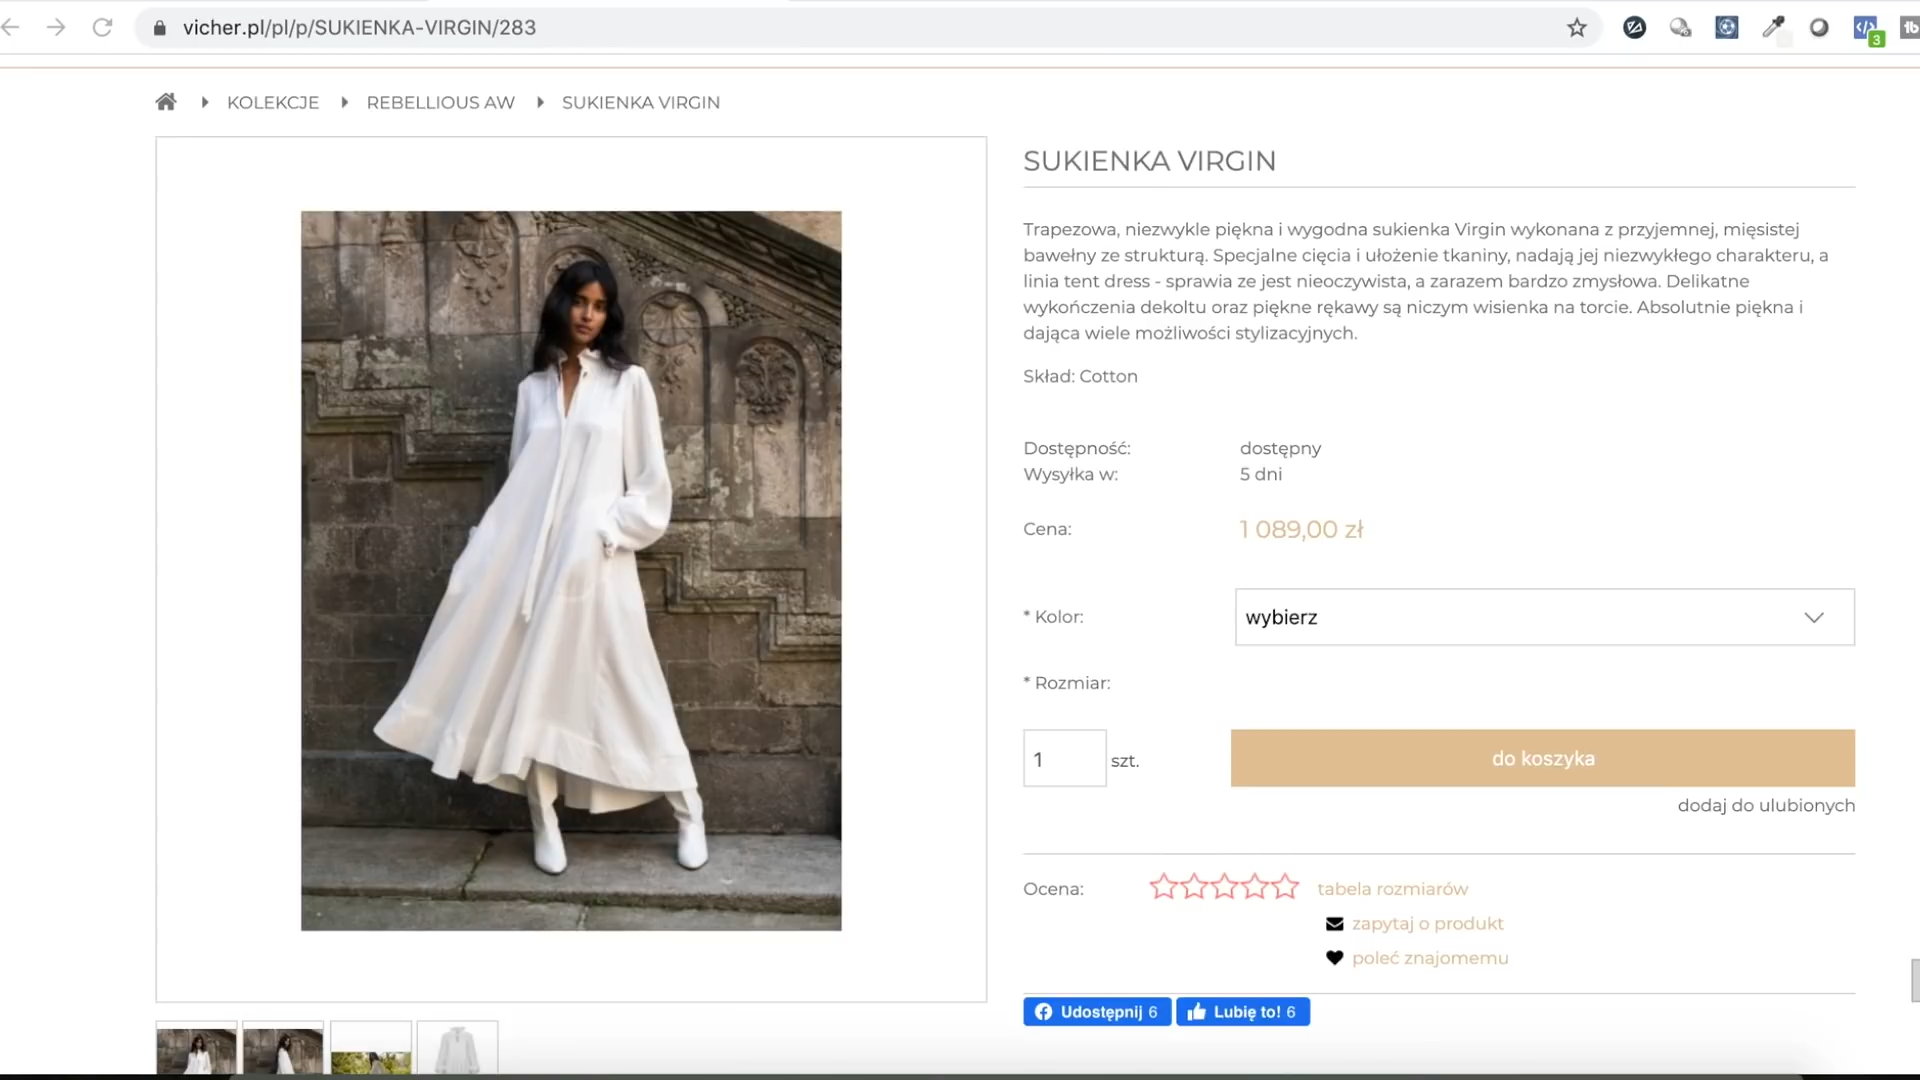 vicher.pl/pl/p/SUKIENKA-VIRGIN/283
3
tb
KOLEKCJE
REBELLIOUS AW
SUKIENKA VIRGIN
SUKIENKA VIRGIN
Trapezowa, niezwykle piękna i wygodna sukienka Virgin wykonana z przyjemnej, mięsistej
bawełny ze strukturą. Specjalne cięcia i ułożenie tkaniny, nadają jej niezwykłego charakteru, a
linia tent dress - sprawia ze jest nieoczywista, a zarazem bardzo zmysłowa. Delikatne
wykończenia dekoltu oraz piękne rękawy są niczym wisienka na torcie. Absolutnie piękna i
dająca wiele możliwości stylizacyjnych.
Skład: Cotton
Dostępność: dostępny
Wysyłka w: 5 dni
Cena: 1 089,00 zł
* Kolor: wybierz
* Rozmiar:
1 szt. do koszyka
dodaj do ulubionych
Ocena: tabela rozmiarów
zapytaj o produkt
poleć znajomemu
Udostępnij 6 Lubię to! 6